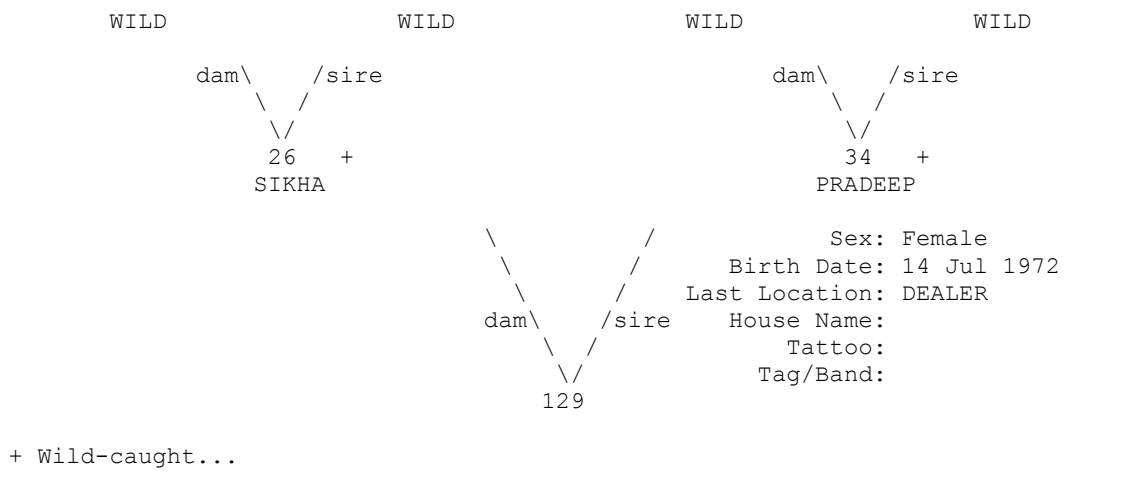 WILD WILD WILD WILD
dam\ /sire dam\ /sire
\ / \ /
\/ \/
26 + 34 +
SIKHA PRADEEP
\ / Sex: Female
\ / Birth Date: 14 Jul 1972
\ / Last Location: DEALER
dam\ /sire House Name:
\ / Tattoo:
\/ Tag/Band:
129
+ Wild-caught...